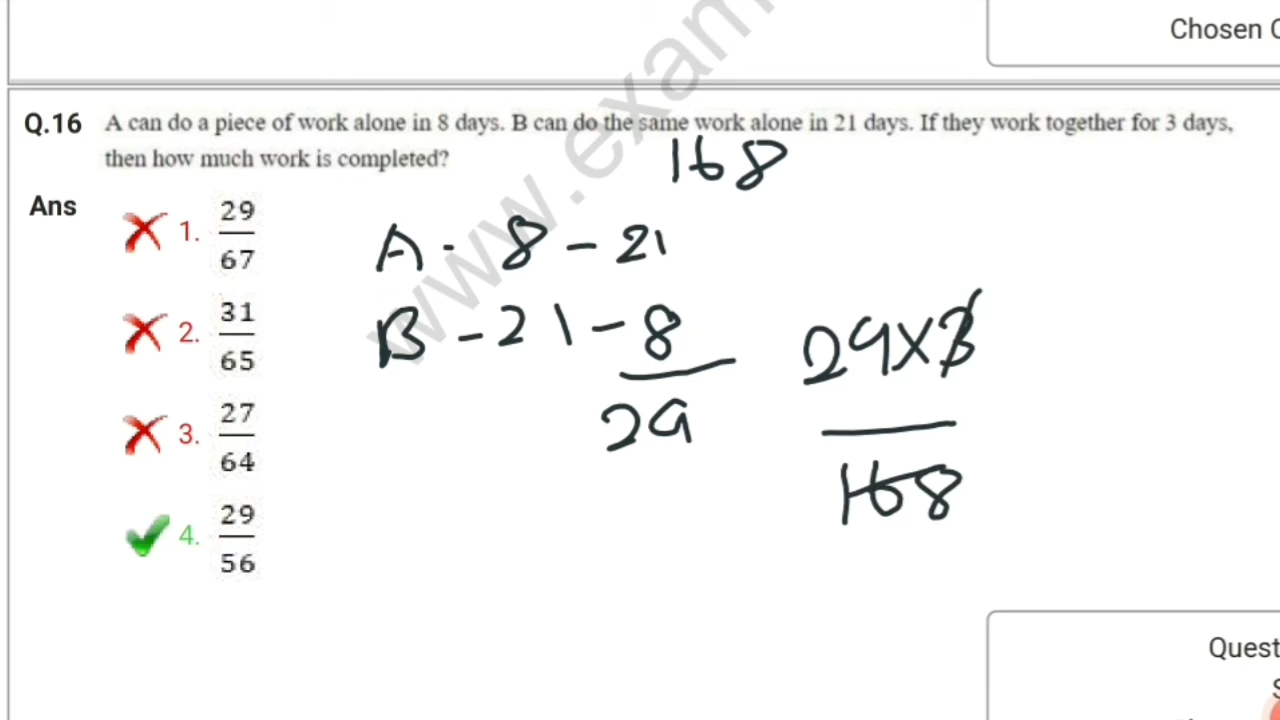 Chosen
Q.16 A can do a piece of work alone in 8 days. B can do the same work alone in 21 days. If they work together for 3 days,
then how much work is completed?
168
Ans
1. 29/67
2. 31/65
3. 27/64
4. 29/56
A - 8 - 21
B - 21 - 8
29
29×3
168
www.exam
Quest